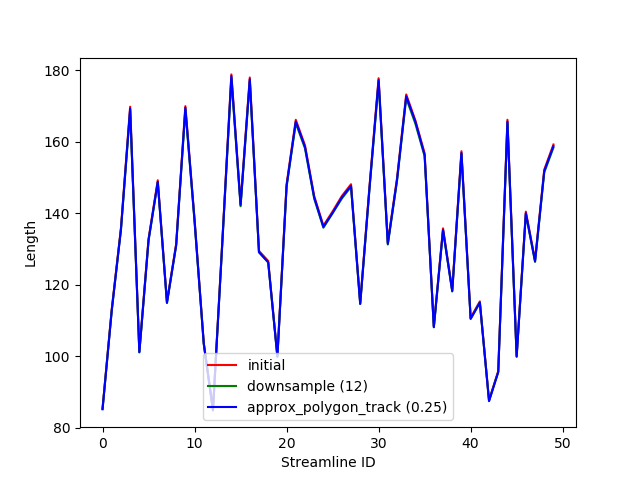 180
160
140
120
100
80
Length
initial
downsample (12)
approx_polygon_track (0.25)
0 10 20 30 40 50
Streamline ID